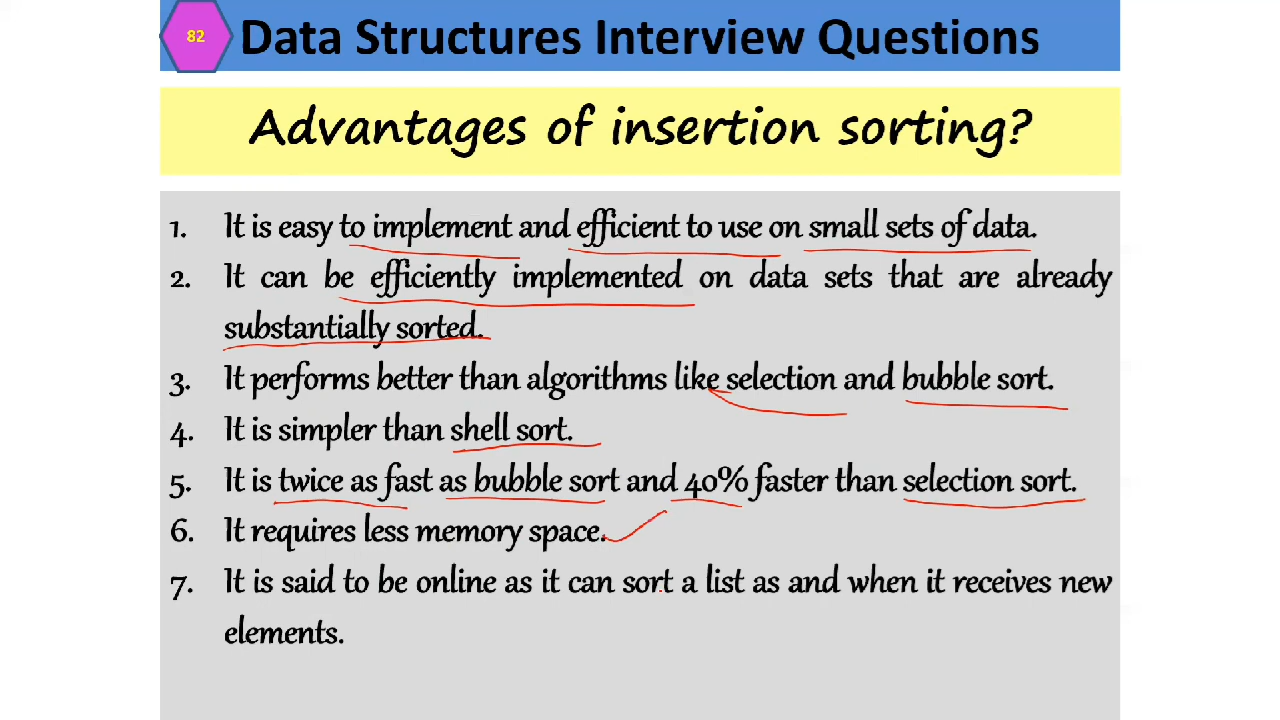 82
Data Structures Interview Questions
Advantages of insertion sorting?
1. It is easy to implement and efficient to use on small sets of data.
2. It can be efficiently implemented on data sets that are already
substantially sorted.
3. It performs better than algorithms like selection and bubble sort.
4. It is simpler than shell sort.
5. It is twice as fast as bubble sort and 40% faster than selection sort.
6. It requires less memory space.
7. It is said to be online as it can sort a list as and when it receives new
elements.